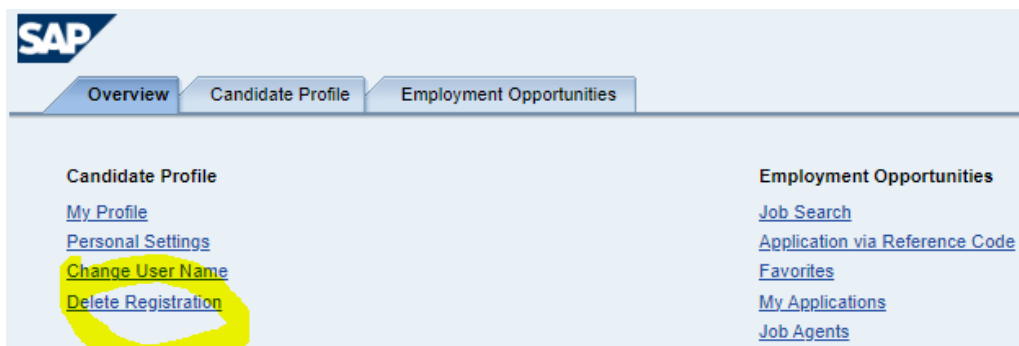 SAP
Overview Candidate Profile Employment Opportunities
Candidate Profile
My Profile
Personal Settings
Change User Name
Delete Registration
Employment Opportunities
Job Search
Application via Reference Code
Favorites
My Applications
Job Agents